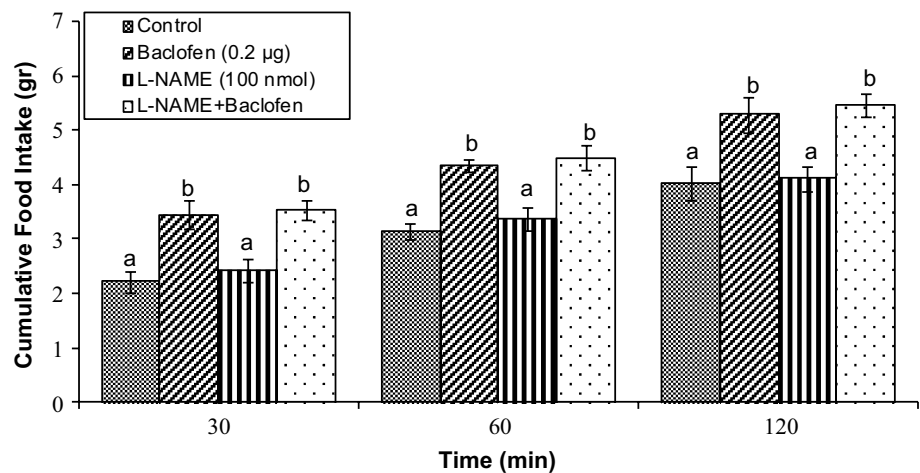 Cumulative Food Intake (gr)
7
6
5
4
3
2
1
0
Control
Baclofen (0.2 µg)
L-NAME (100 nmol)
L-NAME+Baclofen
a
b
a
b
a
b
a
b
a
b
a
b
30
60
120
Time (min)